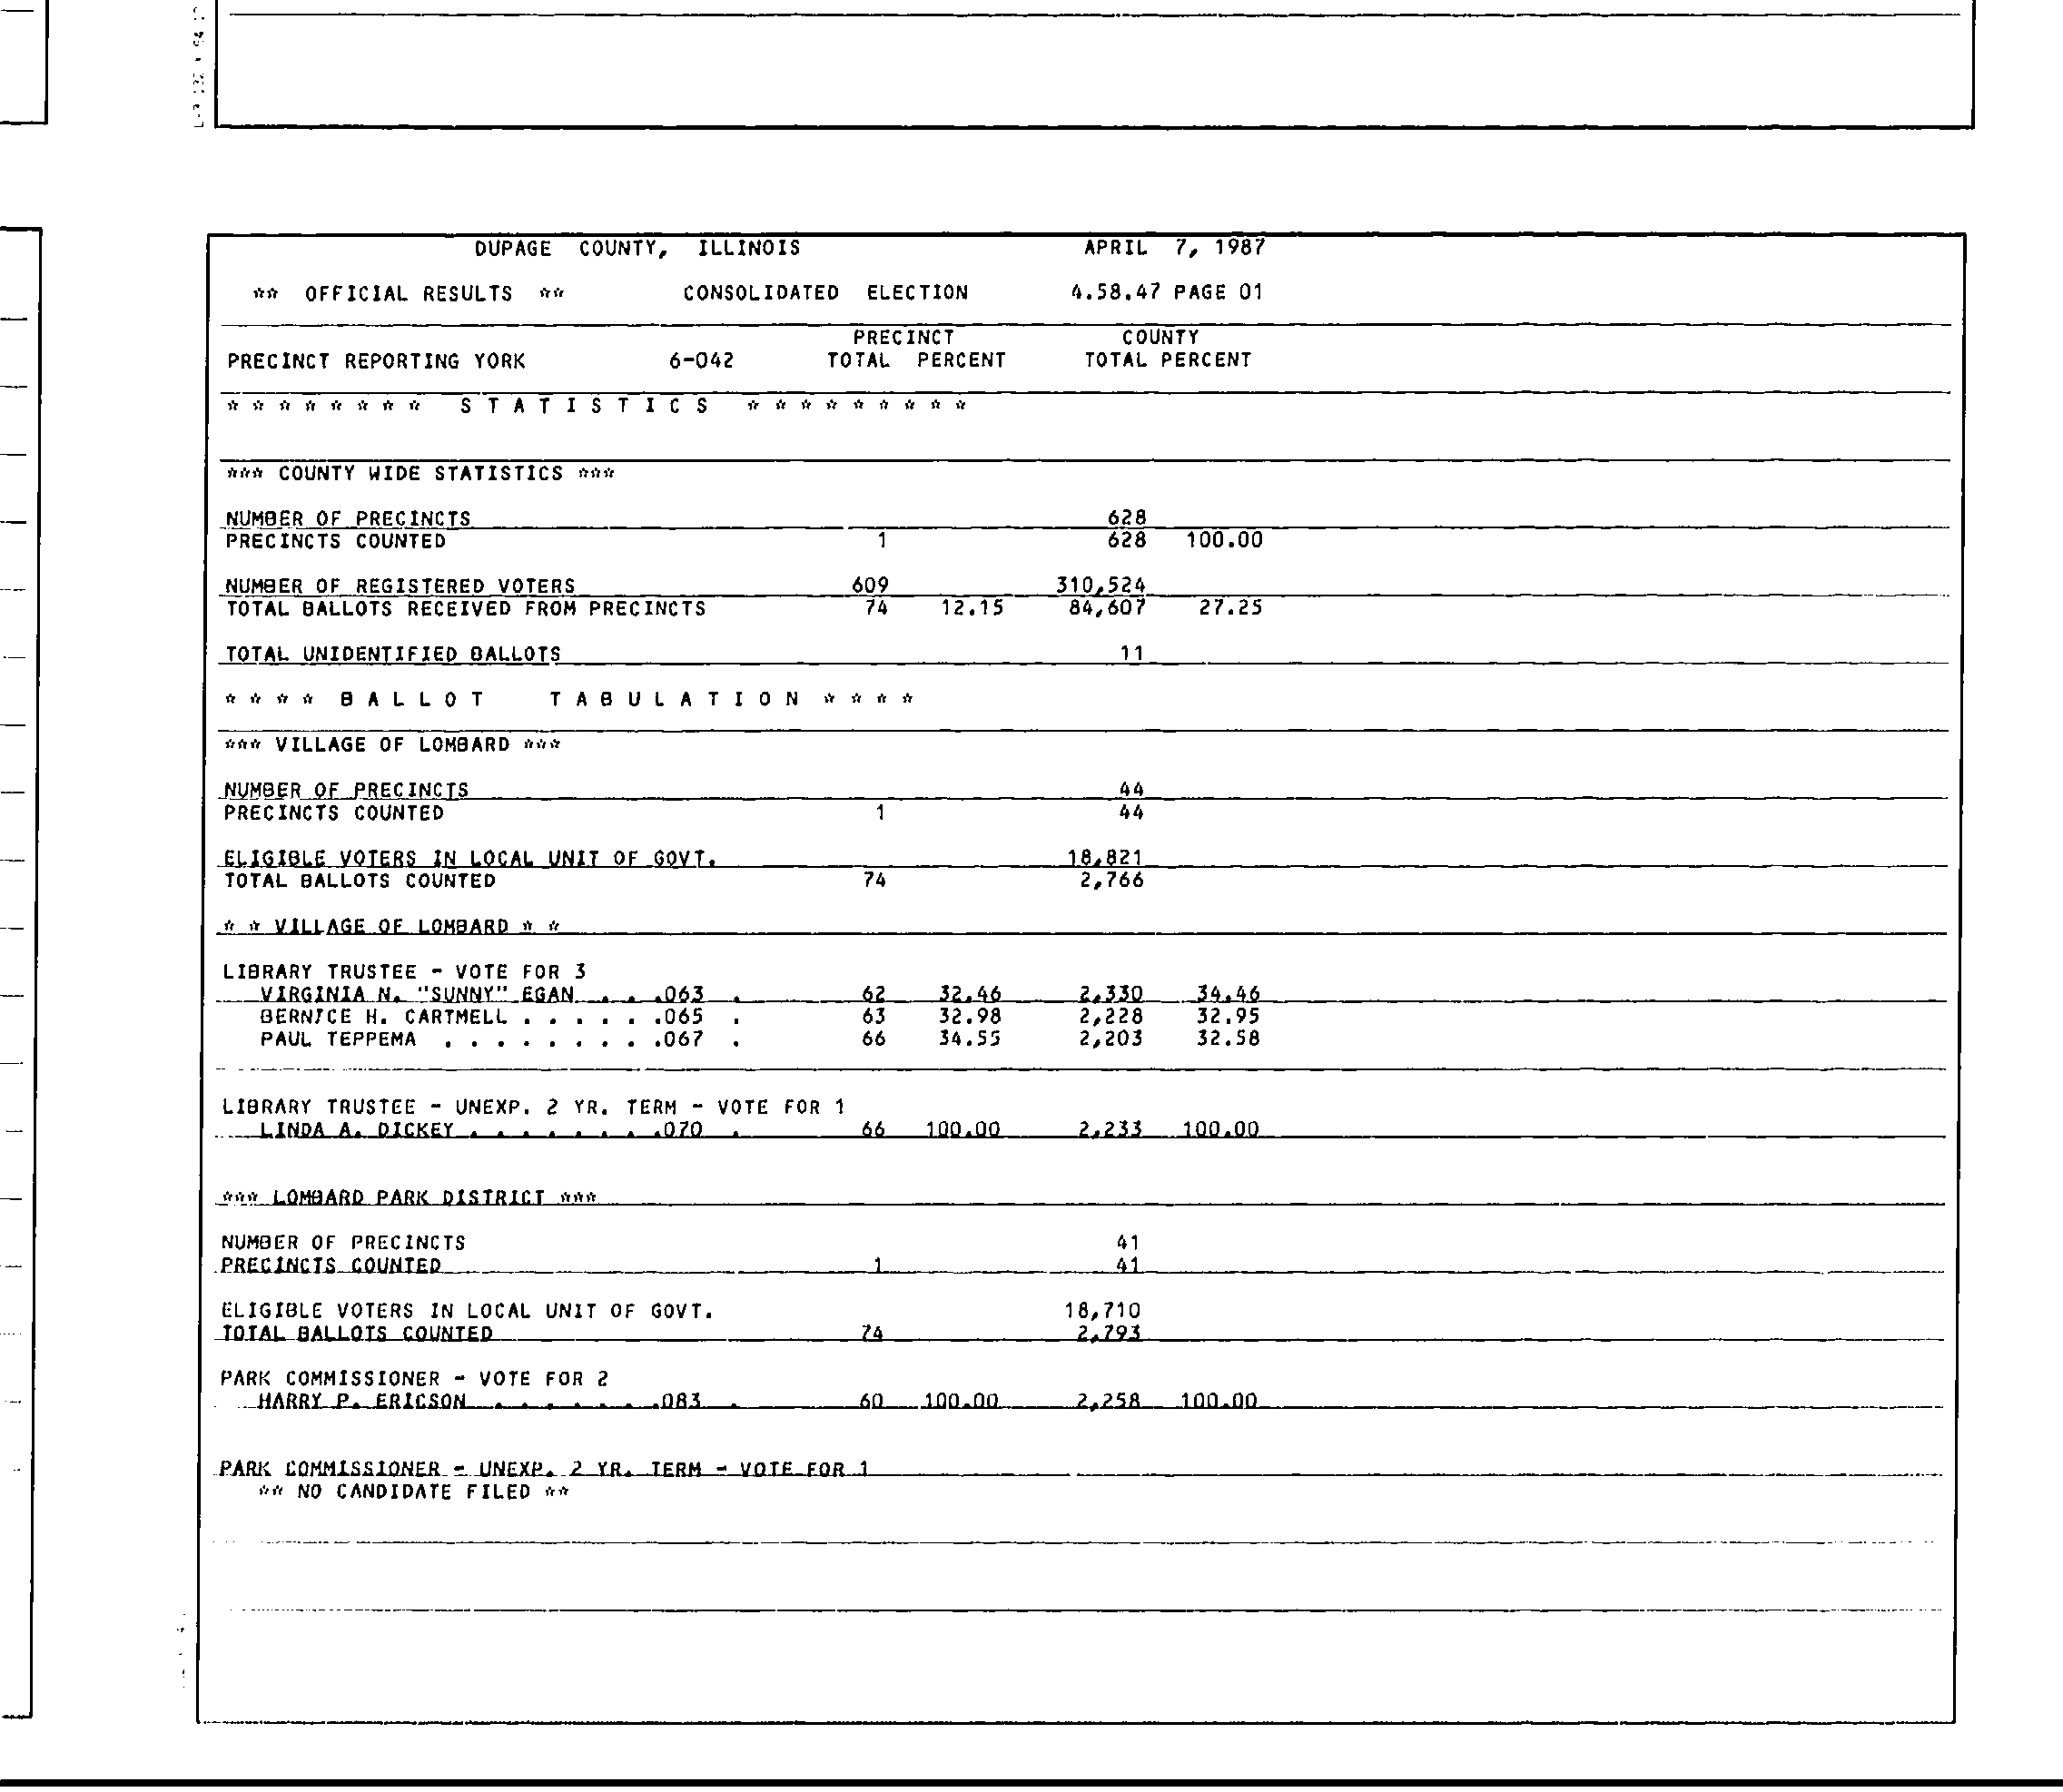 DUPAGE COUNTY, ILLINOIS APRIL 7, 1987
** OFFICIAL RESULTS ** CONSOLIDATED ELECTION 4.58.47 PAGE 01
PRECINCT COUNTY
PRECINCT REPORTING YORK 6-042 TOTAL PERCENT TOTAL PERCENT
* * * * * * * * S T A T I S T I C S * * * * * * * * *
*** COUNTY WIDE STATISTICS ***
NUMBER OF PRECINCTS 628
PRECINCTS COUNTED 1 628 100.00
NUMBER OF REGISTERED VOTERS 609 310,524
TOTAL BALLOTS RECEIVED FROM PRECINCTS 74 12.15 84,607 27.25
TOTAL UNIDENTIFIED BALLOTS 11
* * * * B A L L O T T A B U L A T I O N * * * *
*** VILLAGE OF LOMBARD ***
NUMBER OF PRECINCTS 44
PRECINCTS COUNTED 1 44
ELIGIBLE VOTERS IN LOCAL UNIT OF GOVT. 18,821
TOTAL BALLOTS COUNTED 74 2,766
* * VILLAGE OF LOMBARD * *
LIBRARY TRUSTEE - VOTE FOR 3
VIRGINIA N. "SUNNY" EGAN . . .063 . 62 32.46 2,330 34.46
BERNICE H. CARTMELL . . . . . .065 . 63 32.98 2,228 32.95
PAUL TEPPEMA . . . . . . . . .067 . 66 34.55 2,203 32.58
LIBRARY TRUSTEE - UNEXP. 2 YR. TERM - VOTE FOR 1
LINDA A. DICKEY . . . . . . . .070 . 66 100.00 2,233 100.00
*** LOMBARD PARK DISTRICT ***
NUMBER OF PRECINCTS 41
PRECINCTS COUNTED 1 41
ELIGIBLE VOTERS IN LOCAL UNIT OF GOVT. 18,710
TOTAL BALLOTS COUNTED 74 2,793
PARK COMMISSIONER - VOTE FOR 2
HARRY P. ERICSON . . . . . . . .083 . 60 100.00 2,258 100.00
PARK COMMISSIONER - UNEXP. 2 YR. TERM - VOTE FOR 1
** NO CANDIDATE FILED **